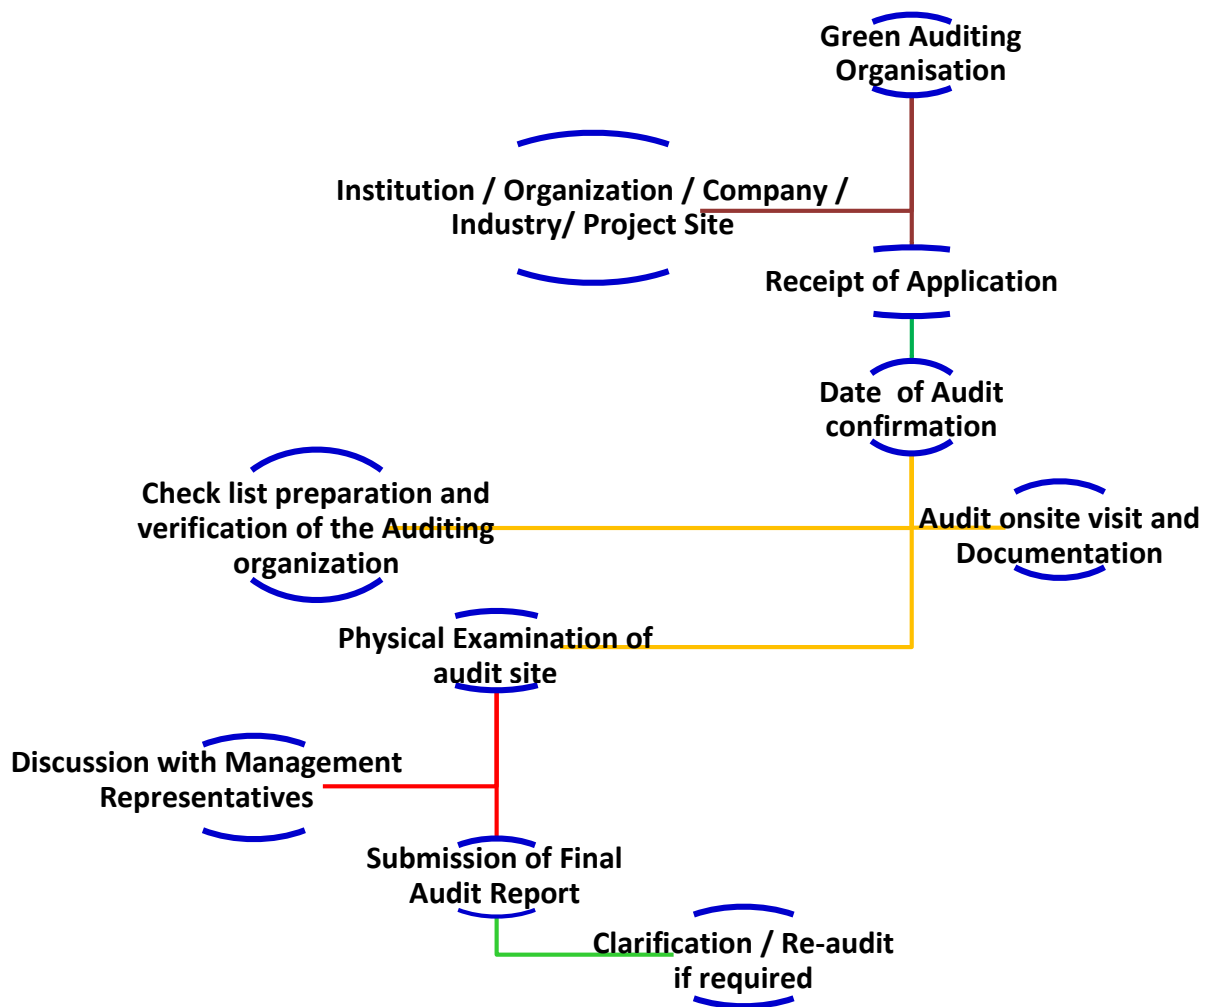 Green Auditing
Organisation
Institution / Organization / Company /
Industry/ Project Site
Receipt of Application
Date  of Audit
confirmation
Check list preparation and
verification of the Auditing
organization
Audit onsite visit and
Documentation
Physical Examination of
audit site
Discussion with Management
Representatives
Submission of Final
Audit Report
Clarification / Re-audit
if required